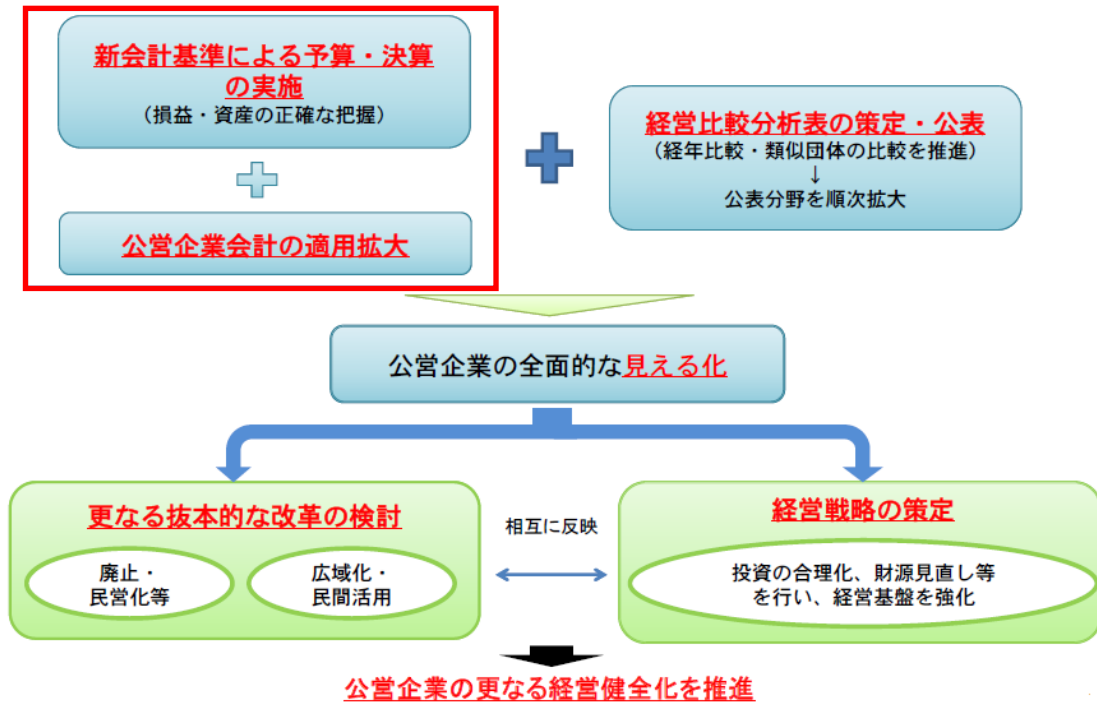 新会計基準による予算・決算
の実施
（損益・資産の正確な把握）
公営企業会計の適用拡大
経営比較分析表の策定・公表
（経年比較・類似団体の比較を推進）
↓
公表分野を順次拡大
公営企業の全面的な見える化
更なる抜本的な改革の検討
廃止・
民営化等
広域化・
民間活用
相互に反映
経営戦略の策定
投資の合理化、財源見直し等
を行い、経営基盤を強化
公営企業の更なる経営健全化を推進